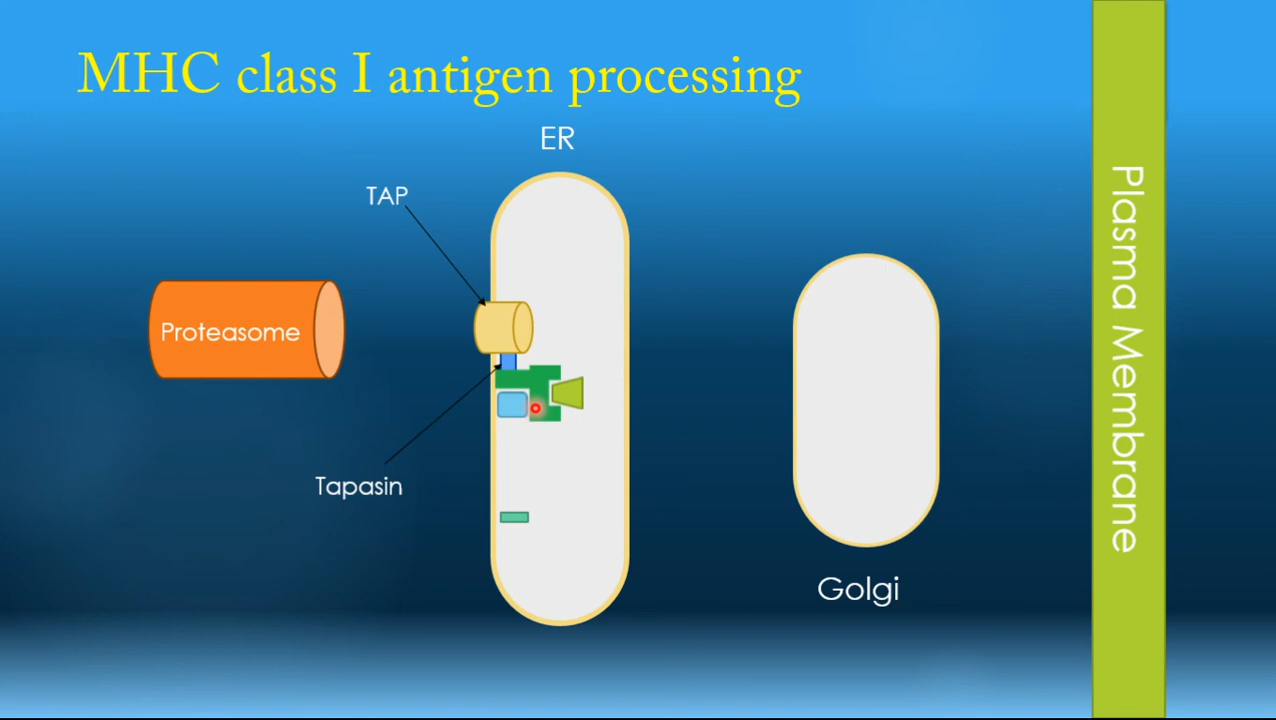 MHC class I antigen processing
ER
TAP
Proteasome
Tapasin
Golgi
Plasma Membrane